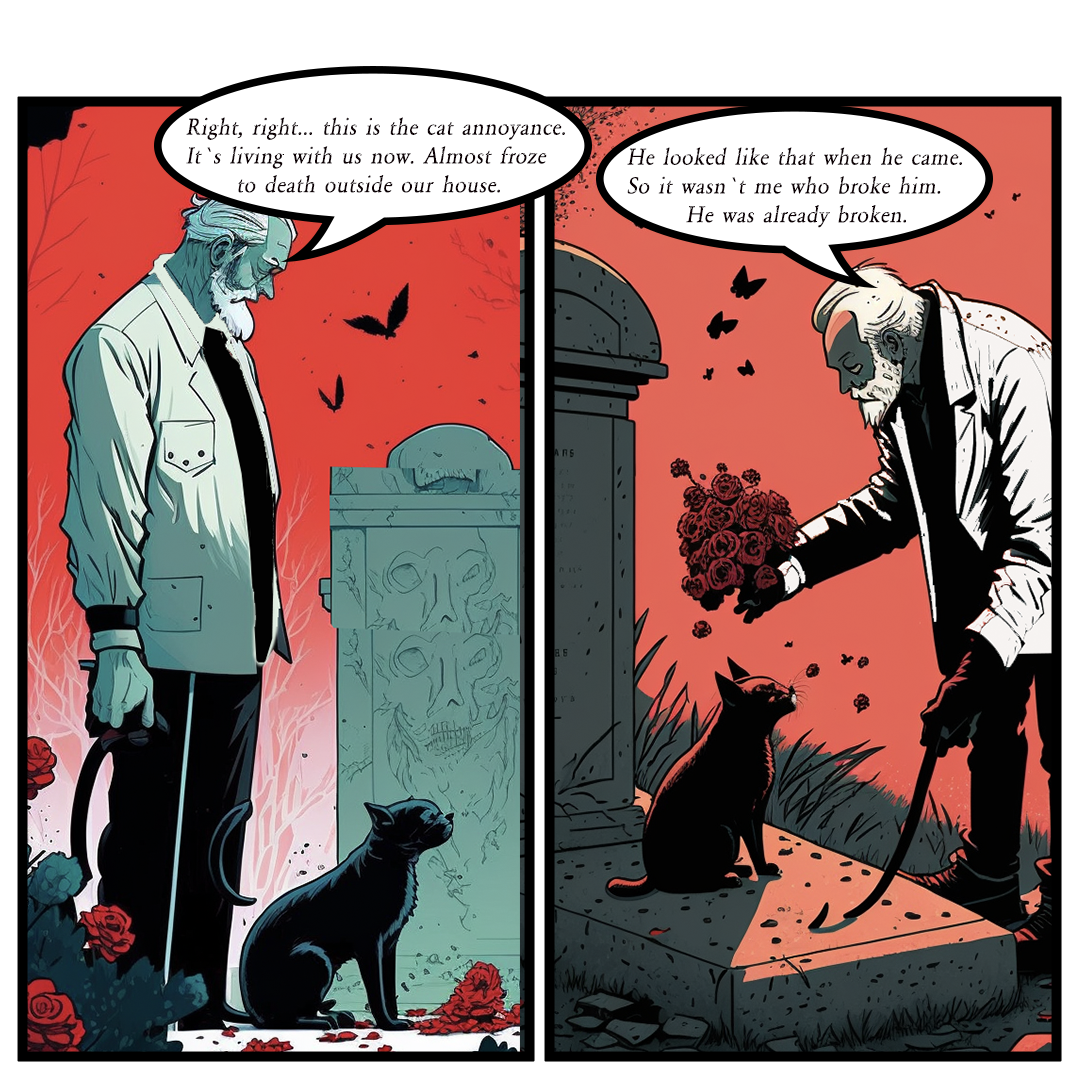 Right, right... this is the cat annoyance.
It`s living with us now. Almost froze
to death outside our house.
He looked like that when he came.
So it wasn`t me who broke him.
He was already broken.